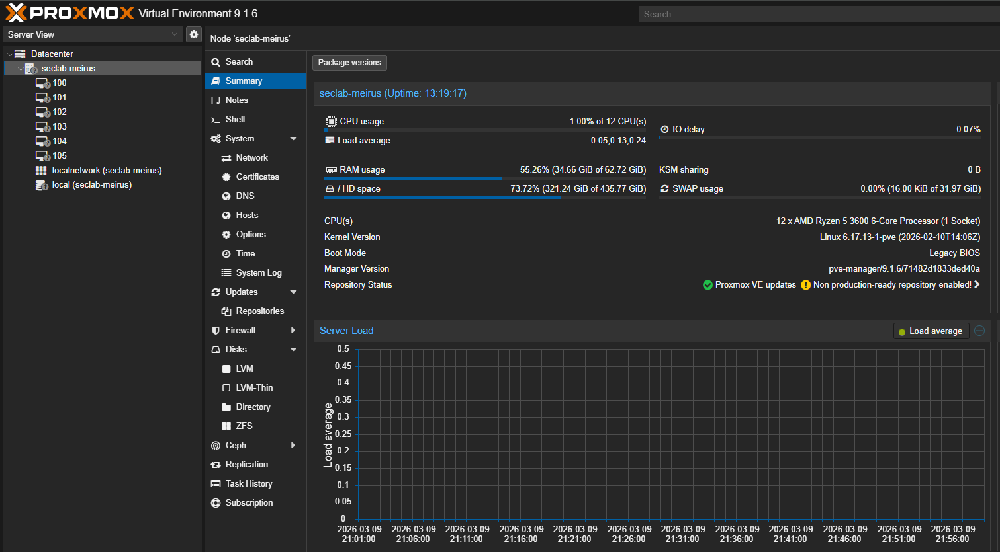 PROXMOX Virtual Environment 9.1.6
Search
Server View
Datacenter
seclab-meirus
100
101
102
103
104
105
localnetwork (seclab-meirus)
local (seclab-meirus)
Node 'seclab-meirus'
Search
Summary
Notes
Shell
System
Network
Certificates
DNS
Hosts
Options
Time
System Log
Updates
Repositories
Firewall
Disks
LVM
LVM-Thin
Directory
ZFS
Ceph
Replication
Task History
Subscription
Package versions
seclab-meirus (Uptime: 13:19:17)
CPU usage 1.00% of 12 CPU(s)
IO delay 0.07%
Load average 0.05,0.13,0.24
RAM usage 55.26% (34.66 GiB of 62.72 GiB)
KSM sharing 0 B
/ HD space 73.72% (321.24 GiB of 435.77 GiB)
SWAP usage 0.00% (16.00 KiB of 31.97 GiB)
CPU(s) 12 x AMD Ryzen 5 3600 6-Core Processor (1 Socket)
Kernel Version Linux 6.17.13-1-pve (2026-02-10T14:06Z)
Boot Mode Legacy BIOS
Manager Version pve-manager/9.1.6/71482d1833ded40a
Repository Status Proxmox VE updates Non production-ready repository enabled!
Server Load
Load average
Load average
0.5
0.45
0.4
0.35
0.3
0.25
0.2
0.15
0.1
0.05
0
2026-03-09 2026-03-09 2026-03-09 2026-03-09 2026-03-09 2026-03-09 2026-03-09 2026-03-09 2026-03-09 2026-03-09 2026-03-09 2026-03-09
21:01:00 21:06:00 21:11:00 21:16:00 21:21:00 21:26:00 21:31:00 21:36:00 21:41:00 21:46:00 21:51:00 21:56:00